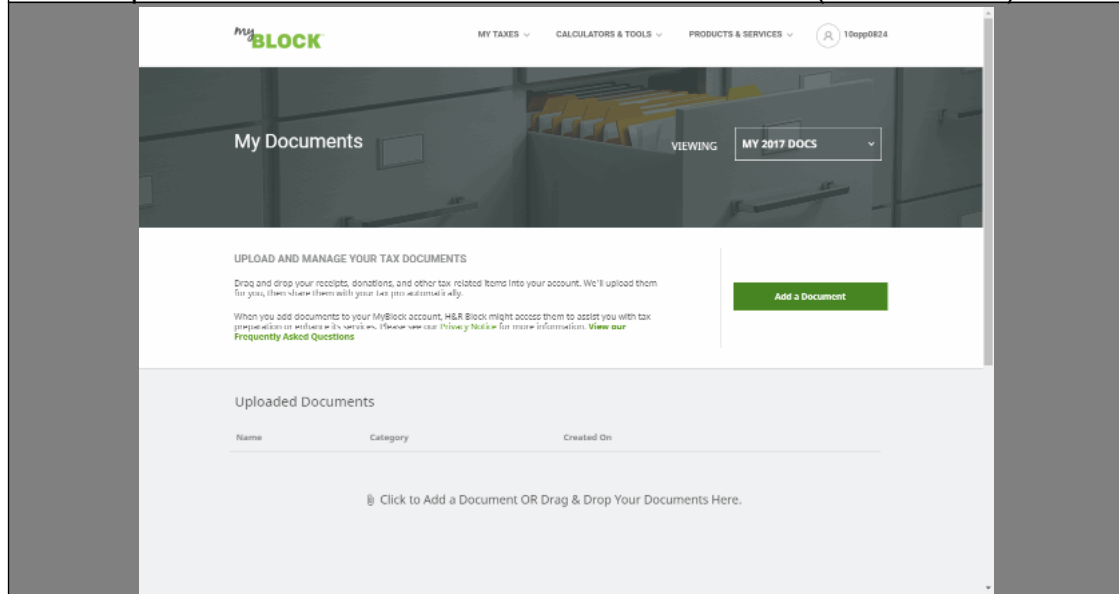 my BLOCK
MY TAXES
CALCULATORS & TOOLS
PRODUCTS & SERVICES
10opp0824
My Documents
VIEWING
MY 2017 DOCS
UPLOAD AND MANAGE YOUR TAX DOCUMENTS
Drag and drop your receipts, donations, and other tax related items into your account. We'll upload them
for you, then share them with your tax pro automatically.
Add a Document
When you add documents to your MyBlock account, H&R Block might access them to assist you with tax
preparation or enhance its services. Please see our Privacy Notice for more information. View our
Frequently Asked Questions
Uploaded Documents
Name
Category
Created On
Click to Add a Document OR Drag & Drop Your Documents Here.